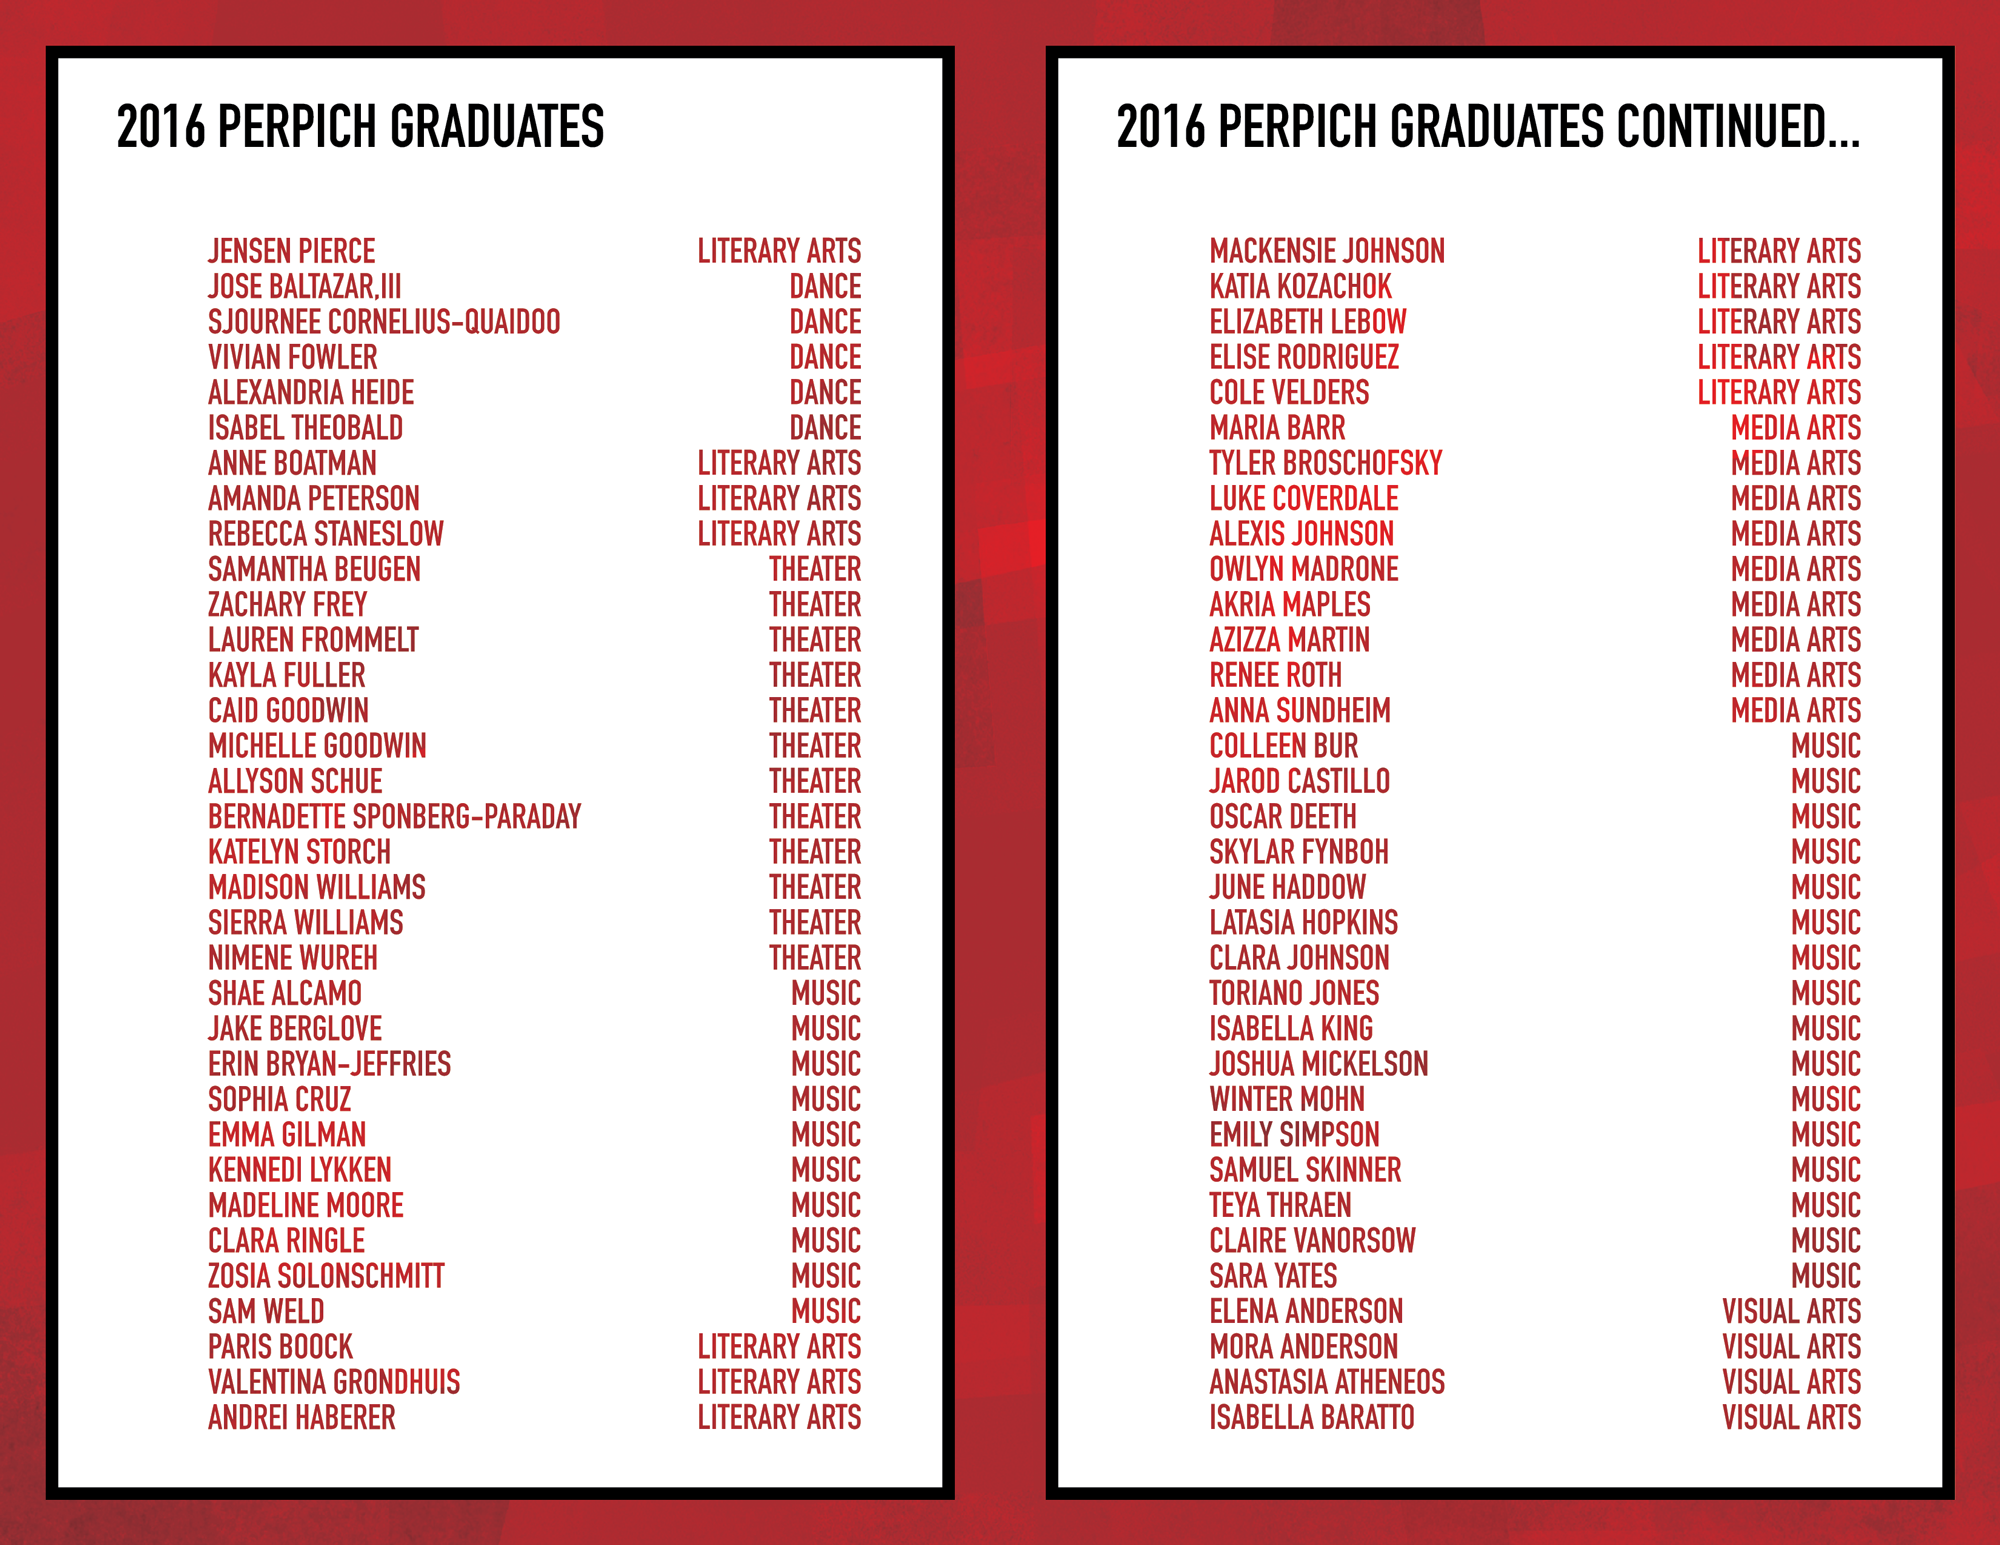 2016 PERPICH GRADUATES
JENSEN PIERCE LITERARY ARTS
JOSE BALTAZAR,III DANCE
SJOURNEE CORNELIUS-QUAIDOO DANCE
VIVIAN FOWLER DANCE
ALEXANDRIA HEIDE DANCE
ISABEL THEOBALD DANCE
ANNE BOATMAN LITERARY ARTS
AMANDA PETERSON LITERARY ARTS
REBECCA STANESLOW LITERARY ARTS
SAMANTHA BEUGEN THEATER
ZACHARY FREY THEATER
LAUREN FROMMELT THEATER
KAYLA FULLER THEATER
CAID GOODWIN THEATER
MICHELLE GOODWIN THEATER
ALLYSON SCHUE THEATER
BERNADETTE SPONBERG-PARADAY THEATER
KATELYN STORCH THEATER
MADISON WILLIAMS THEATER
SIERRA WILLIAMS THEATER
NIMENE WUREH THEATER
SHAE ALCAMO MUSIC
JAKE BERGLOVE MUSIC
ERIN BRYAN-JEFFRIES MUSIC
SOPHIA CRUZ MUSIC
EMMA GILMAN MUSIC
KENNEDI LYKKEN MUSIC
MADELINE MOORE MUSIC
CLARA RINGLE MUSIC
ZOSIA SOLONSCHMITT MUSIC
SAM WELD MUSIC
PARIS BOOCK LITERARY ARTS
VALENTINA GRONDHUIS LITERARY ARTS
ANDREI HABERER LITERARY ARTS
2016 PERPICH GRADUATES CONTINUED...
MACKENSIE JOHNSON LITERARY ARTS
KATIA KOZACHOK LITERARY ARTS
ELIZABETH LEBOW LITERARY ARTS
ELISE RODRIGUEZ LITERARY ARTS
COLE VELDERS LITERARY ARTS
MARIA BARR MEDIA ARTS
TYLER BROSCHOFSKY MEDIA ARTS
LUKE COVERDALE MEDIA ARTS
ALEXIS JOHNSON MEDIA ARTS
OWLYN MADRONE MEDIA ARTS
AKRIA MAPLES MEDIA ARTS
AZIZZA MARTIN MEDIA ARTS
RENEE ROTH MEDIA ARTS
ANNA SUNDHEIM MEDIA ARTS
COLLEEN BUR MUSIC
JAROD CASTILLO MUSIC
OSCAR DEETH MUSIC
SKYLAR FYNBOH MUSIC
JUNE HADDOW MUSIC
LATASIA HOPKINS MUSIC
CLARA JOHNSON MUSIC
TORIANO JONES MUSIC
ISABELLA KING MUSIC
JOSHUA MICKELSON MUSIC
WINTER MOHN MUSIC
EMILY SIMPSON MUSIC
SAMUEL SKINNER MUSIC
TEYA THRAEN MUSIC
CLAIRE VANORSOW MUSIC
SARA YATES MUSIC
ELENA ANDERSON VISUAL ARTS
MORA ANDERSON VISUAL ARTS
ANASTASIA ATHENEOS VISUAL ARTS
ISABELLA BARATTO VISUAL ARTS